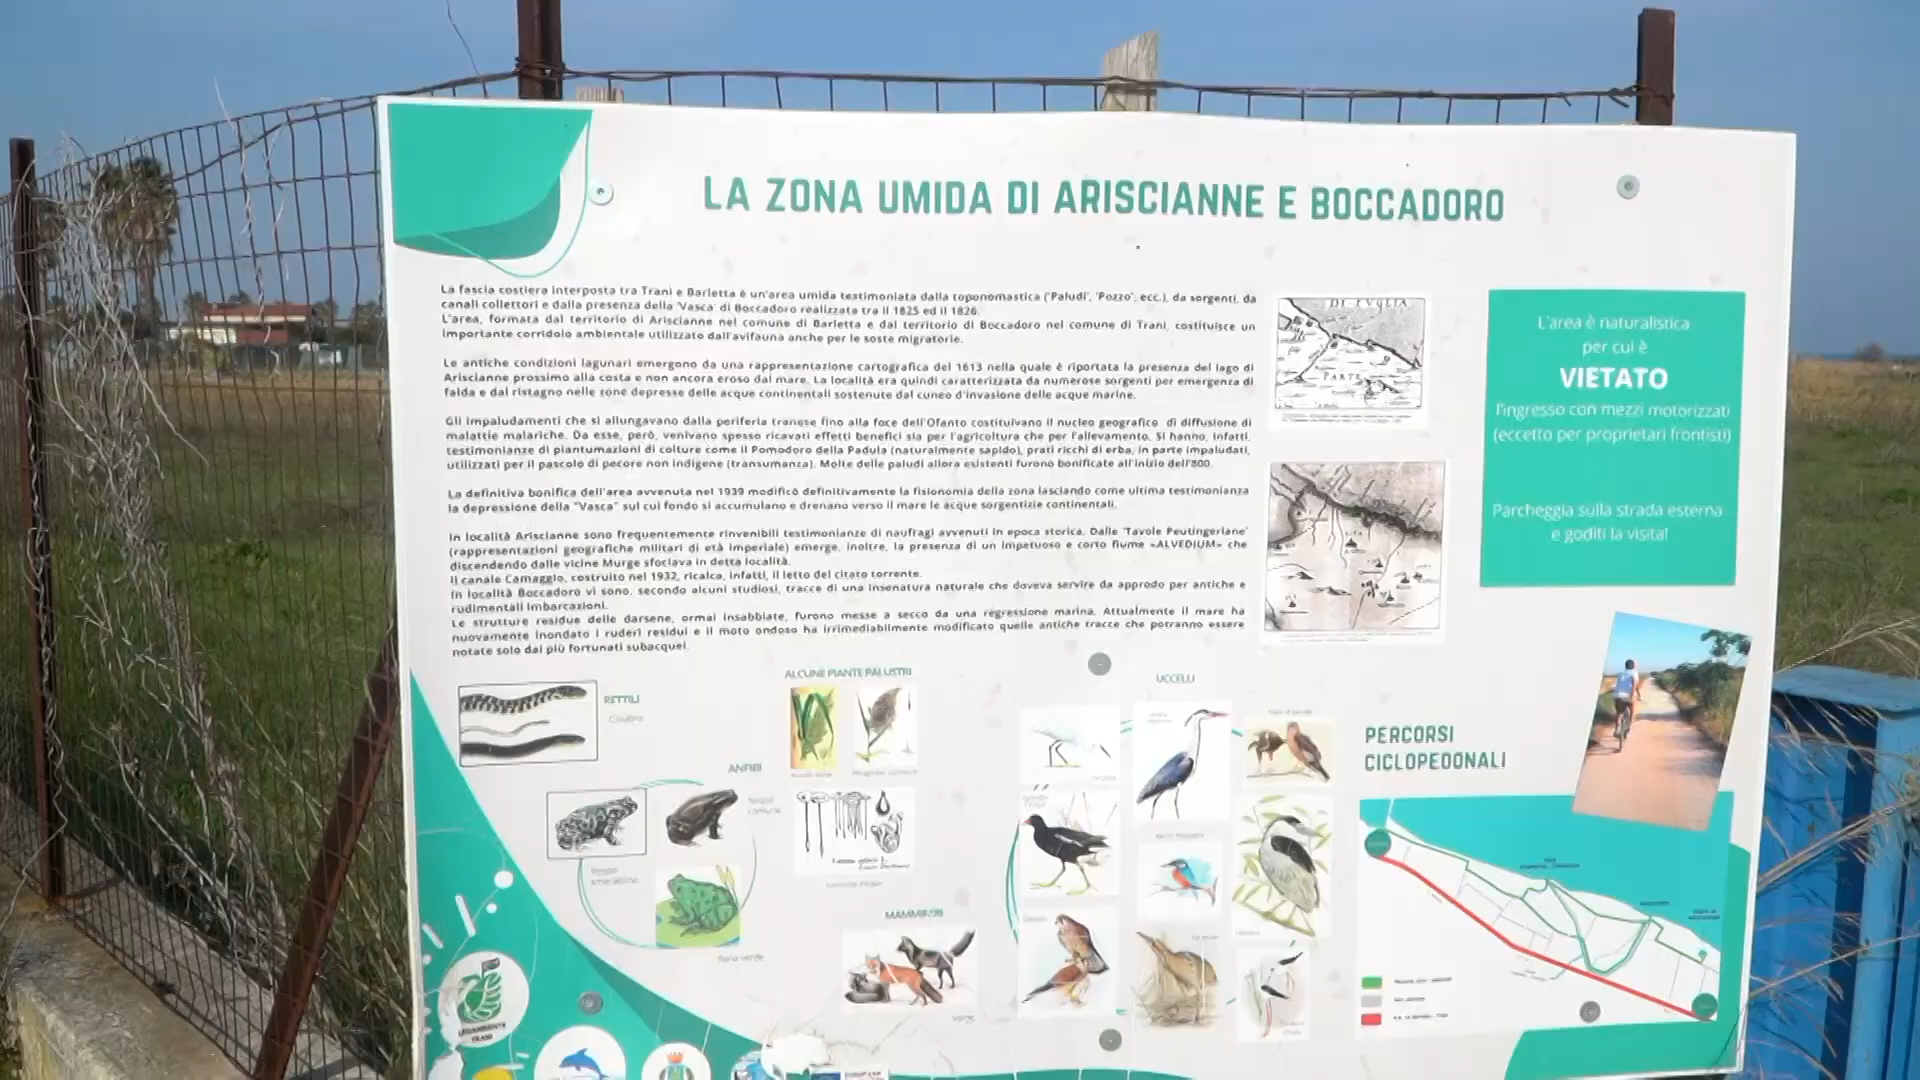 LA ZONA UMIDA DI ARISCIANNE E BOCCADORO
La fascia costiera interposta tra Trani e Barletta è un'area umida testimoniata dalla toponomastica ('Paludi', 'Pozzo', ecc.), da sorgenti, da
canali collettori e dalla presenza della 'Vasca' di Boccadoro realizzata tra il 1825 ed il 1826.
L'area, formata dal territorio di Ariscianne nel comune di Barletta e dal territorio di Boccadoro nel comune di Trani, costituisce un
importante corridoio ambientale utilizzato dall'avifauna anche per le soste migratorie.
Le antiche condizioni lagunari emergono da una rappresentazione cartografica del 1613 nella quale è riportata la presenza del lago di
Ariscianne prossimo alla costa e non ancora eroso dal mare. La località era quindi caratterizzata da numerose sorgenti per emergenza di
falda e dal ristagno nelle zone depresse delle acque continentali sostenute dal cuneo d'invasione delle acque marine.
Gli impaludamenti che si allungavano dalla periferia tranese fino alla foce dell'Ofanto costituivano il nucleo geografico di diffusione di
malattie malariche. Da esse, però, venivano spesso ricavati effetti benefici sia per l'agricoltura che per l'allevamento. Si hanno, infatti,
testimonianze di piantumazioni di colture come il Pomodoro della Padula (naturalmente sapido), prati ricchi di erba, in parte impaludati,
utilizzati per il pascolo di pecore non indigene (transumanza). Molte delle paludi allora esistenti furono bonificate all'inizio dell'800.
La definitiva bonifica dell'area avvenuta nel 1939 modificò definitivamente la fisionomia della zona lasciando come ultima testimonianza
la depressione della "Vasca" sul cui fondo si accumulano e drenano verso il mare le acque sorgentizie continentali.
In località Ariscianne sono frequentemente rinvenibili testimonianze di naufragi avvenuti in epoca storica. Dalle 'Tavole Peutingeriane'
(rappresentazioni geografiche militari di età imperiale) emerge, inoltre, la presenza di un impetuoso e corto fiume «ALVEDIUM» che
discendendo dalle vicine Murge sfociava in detta località.
Il canale Camaggio, costruito nel 1932, ricalca, infatti, il letto del citato torrente.
In località Boccadoro vi sono, secondo alcuni studiosi, tracce di una insenatura naturale che doveva servire da approdo per antiche e
rudimentali imbarcazioni.
Le strutture residue delle darsene, ormai insabbiate, furono messe a secco da una regressione marina. Attualmente il mare ha
nuovamente inondato i ruderi residui e il moto ondoso ha irrimediabilmente modificato quelle antiche tracce che potranno essere
notate solo dai più fortunati subacquei.
DI PUGLIA
PARTE
L'area è naturalistica
per cui è
VIETATO
l'ingresso con mezzi motorizzati
(eccetto per proprietari frontisti)
Parcheggia sulla strada esterna
e goditi la visita!
RETTILI
ALCUNE PIANTE PALUSTRI
UCCELLI
ANFIBI
Rospo
comune
Rospo
smeraldino
Rana verde
MAMMIFERI
PERCORSI
CICLOPEDONALI
LEGAMBIENTE
TRANI